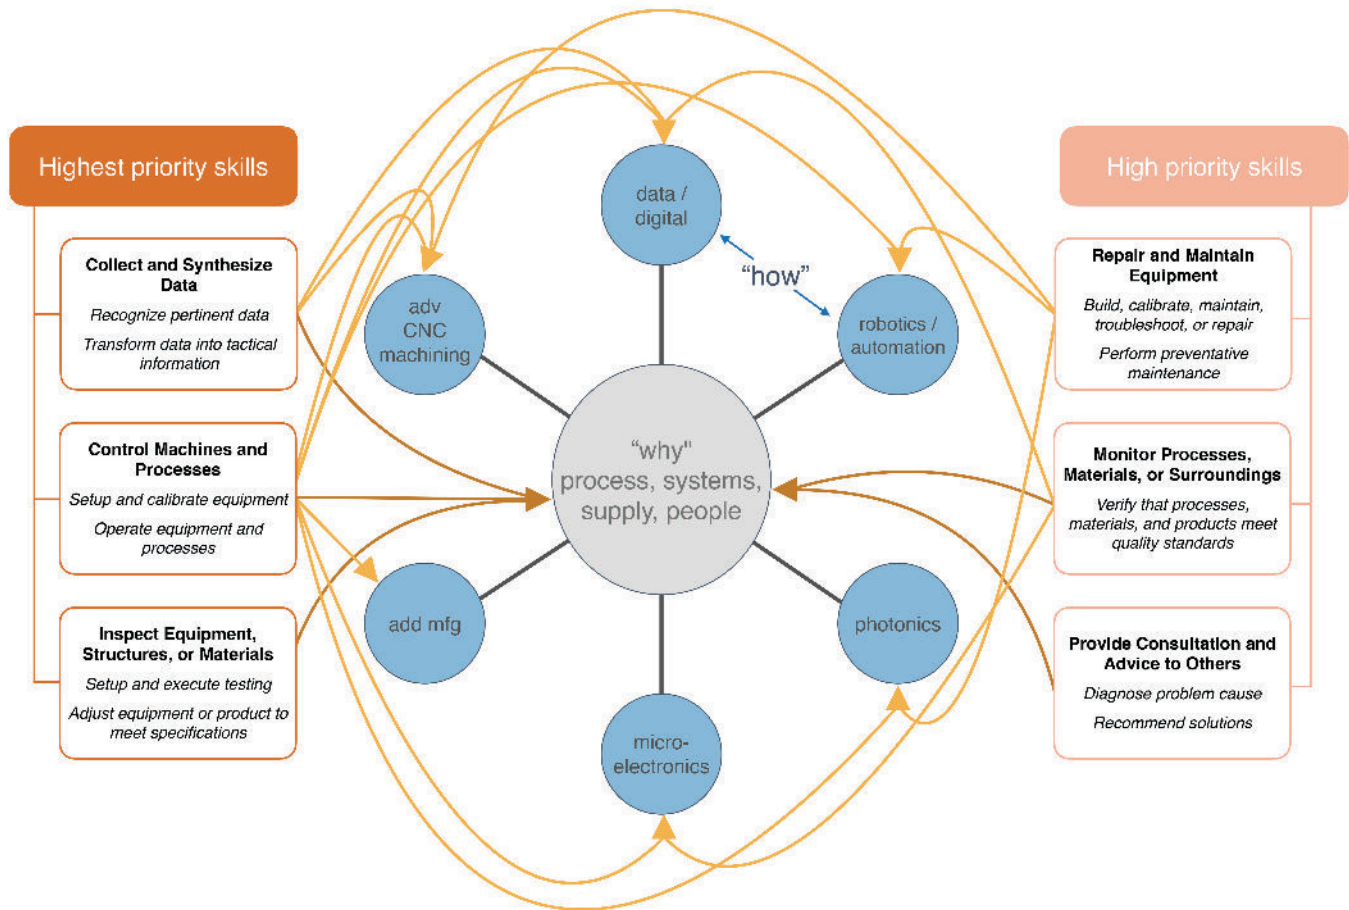 Highest priority skills
Collect and Synthesize
Data
Recognize pertinent data
Transform data into tactical
information
Control Machines and
Processes
Setup and calibrate equipment
Operate equipment and
processes
Inspect Equipment,
Structures, or Materials
Setup and execute testing
Adjust equipment or product to
meet specifications
data /
digital
"how"
adv
CNC
machining
robotics /
automation
“why"
process, systems,
supply, people
add mfg
photonics
micro-
electronics
High priority skills
Repair and Maintain
Equipment
Build, calibrate, maintain,
troubleshoot, or repair
Perform preventative
maintenance
Monitor Processes,
Materials, or Surroundings
Verify that processes,
materials, and products meet
quality standards
Provide Consultation and
Advice to Others
Diagnose problem cause
Recommend solutions